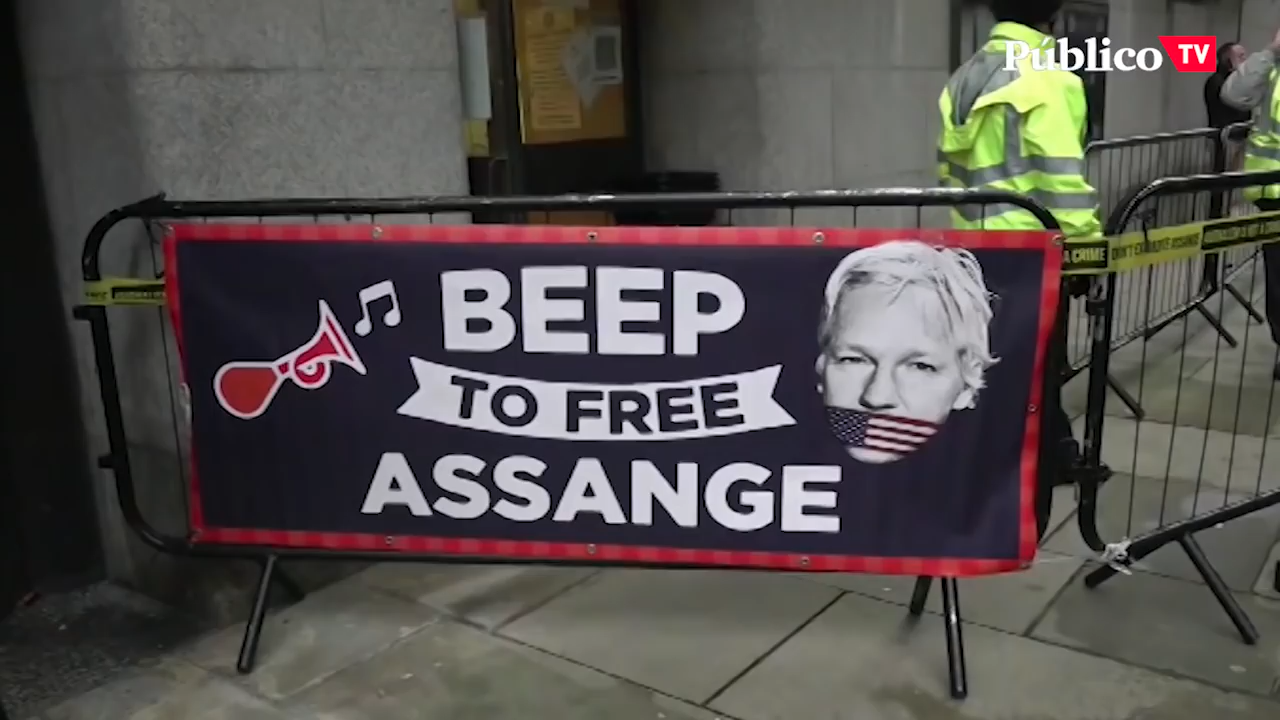 Público TV
BEEP
TO FREE
ASSANGE
A CRIME
DON'T EXTRADITE ASSANGE